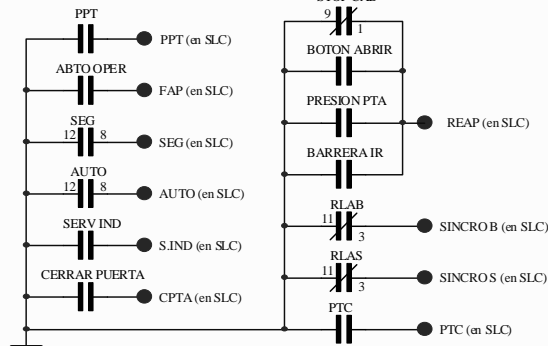 PPT
PPT (en SLC)
ABTO OPER
FAP (en SLC)
SEG
12 8
SEG (en SLC)
AUTO
12 8
AUTO (en SLC)
SERV IND
S.IND (en SLC)
CERRAR PUERTA
CPTA (en SLC)
9 1
BOTON ABRIR
PRESION PTA
REAP (en SLC)
BARRERA IR
RLAB
11 3
SINCRO B (en SLC)
RLAS
11 3
SINCRO S (en SLC)
PTC
PTC (en SLC)